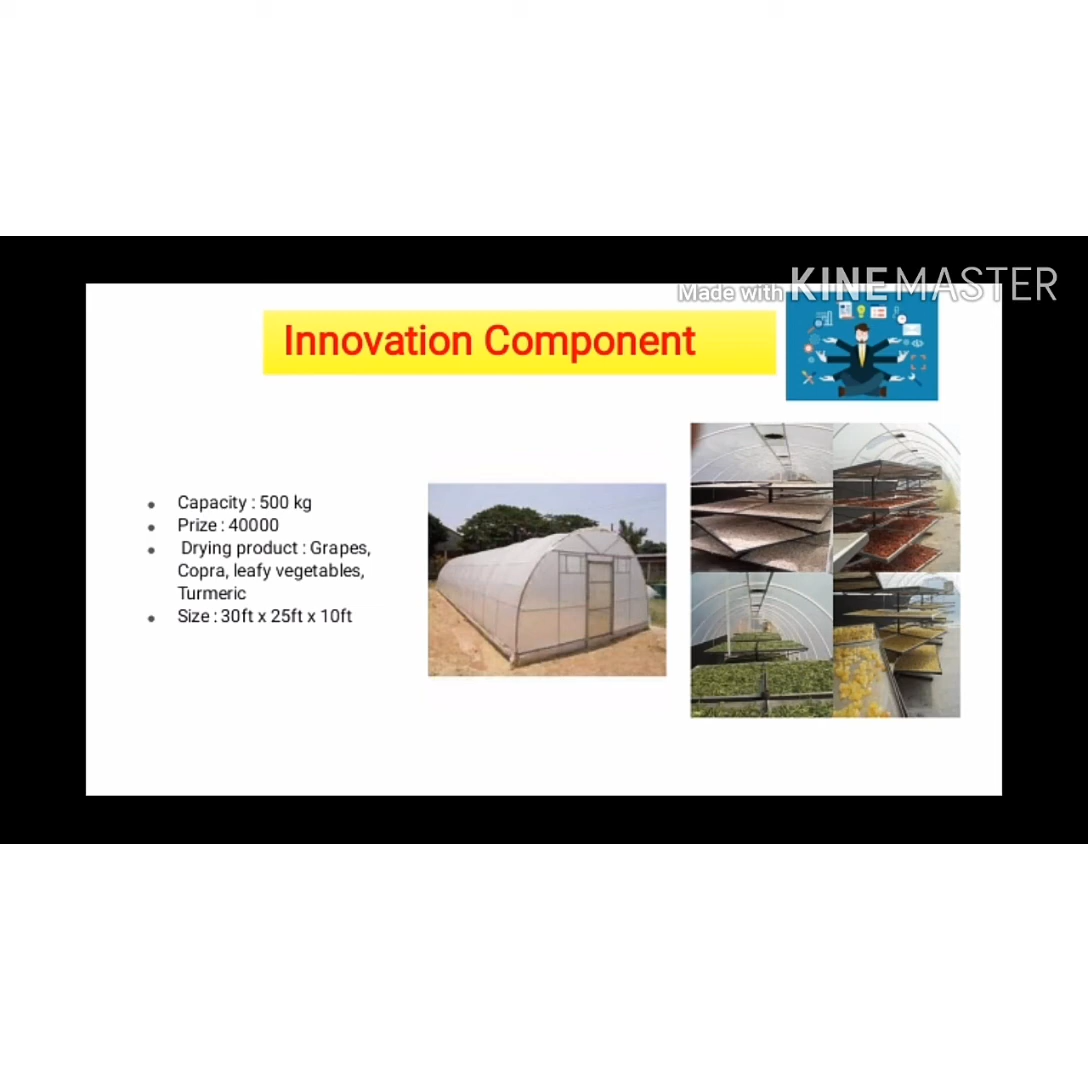 Made with KINEMASTER
Innovation Component
Capacity : 500 kg
Prize : 40000
Drying product : Grapes,
Copra, leafy vegetables,
Turmeric
Size : 30ft x 25ft x 10ft